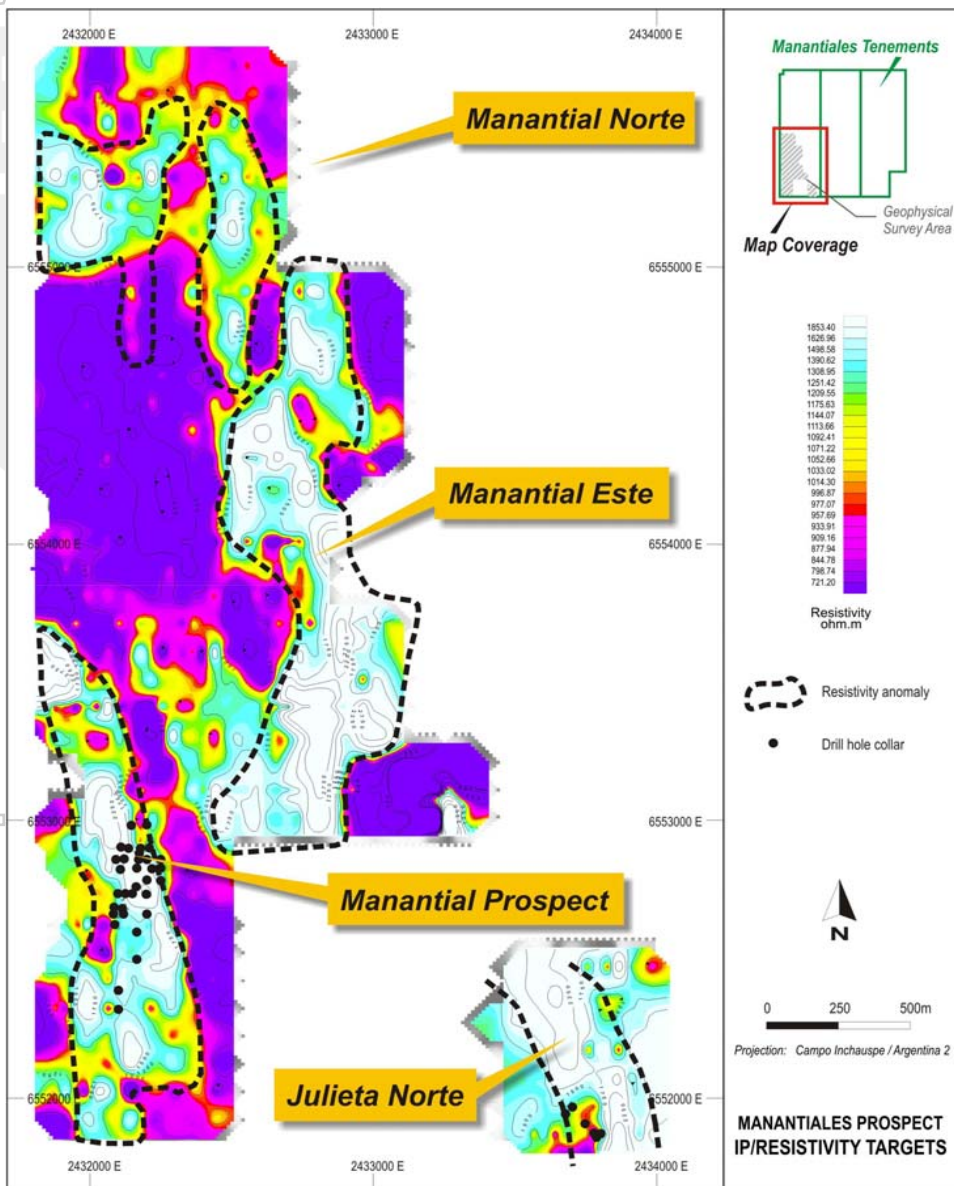 2432000 E
2433000 E
2434000 E
Manantiales Tenements
Manantial Norte
Geophysical
Survey Area
Map Coverage
6555000 E
6555000 E
1853.40
1626.96
1498.58
1390.62
1308.95
1251.42
1209.55
1175.63
1144.07
1113.66
1092.41
1071.22
1052.66
1033.02
1014.30
996.87
977.07
957.69
933.91
909.16
877.94
844.78
798.74
721.20
Resistivity
ohm.m
Manantial Este
6554000 E
6554000 E
Resistivity anomaly
Drill hole collar
6553000 E
6553000 E
Manantial Prospect
N
0 250 500m
Projection: Campo Inchauspe / Argentina 2
Julieta Norte
6552000 E
6552000 E
MANANTIALES PROSPECT
IP/RESISTIVITY TARGETS
2432000 E
2433000 E
2434000 E